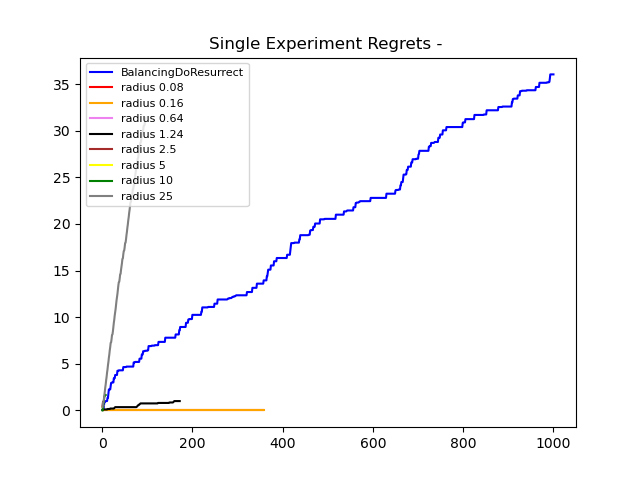 Single Experiment Regrets -
BalancingDoResurrect
radius 0.08
radius 0.16
radius 0.64
radius 1.24
radius 2.5
radius 5
radius 10
radius 25
35
30
25
20
15
10
5
0
0 200 400 600 800 1000